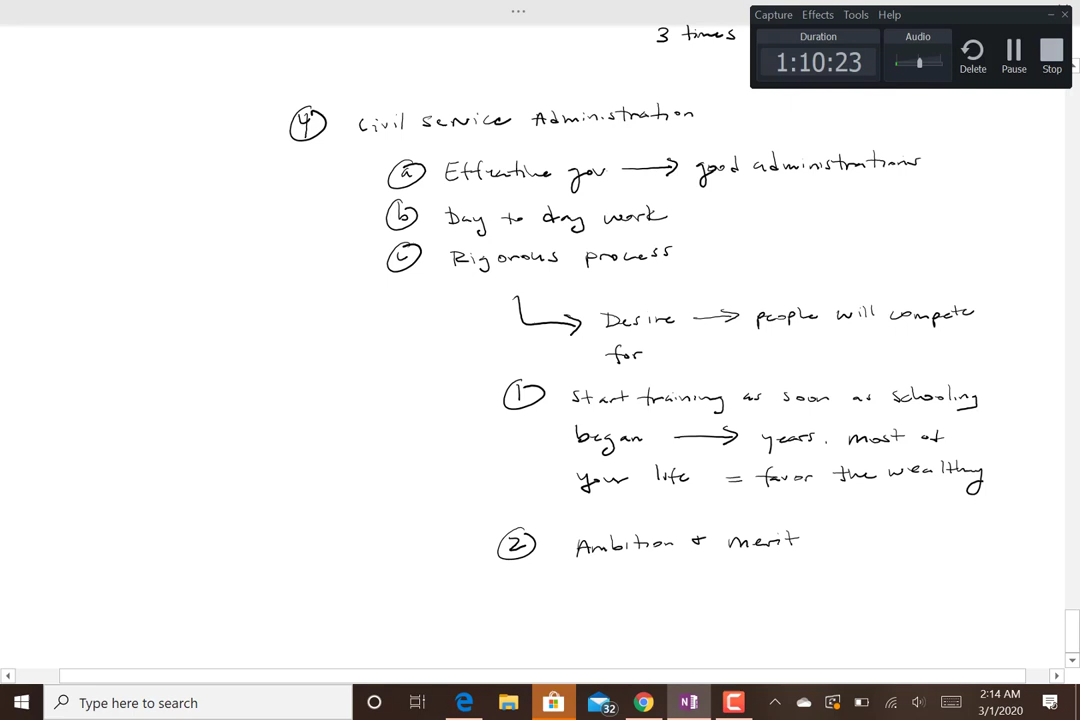 Capture Effects Tools Help
3 times
Duration Audio
1:10:23
Delete Pause Stop
4 Civil service Administration
a Effective gov → good administrations
b Day to day work
c Rigorous process
Desire → people will compete
for
1 Start training as soon as schooling
began → years. most of
your life = favor the wealthy
2 Ambition + merit
Type here to search
32
2:14 AM
3/1/2020